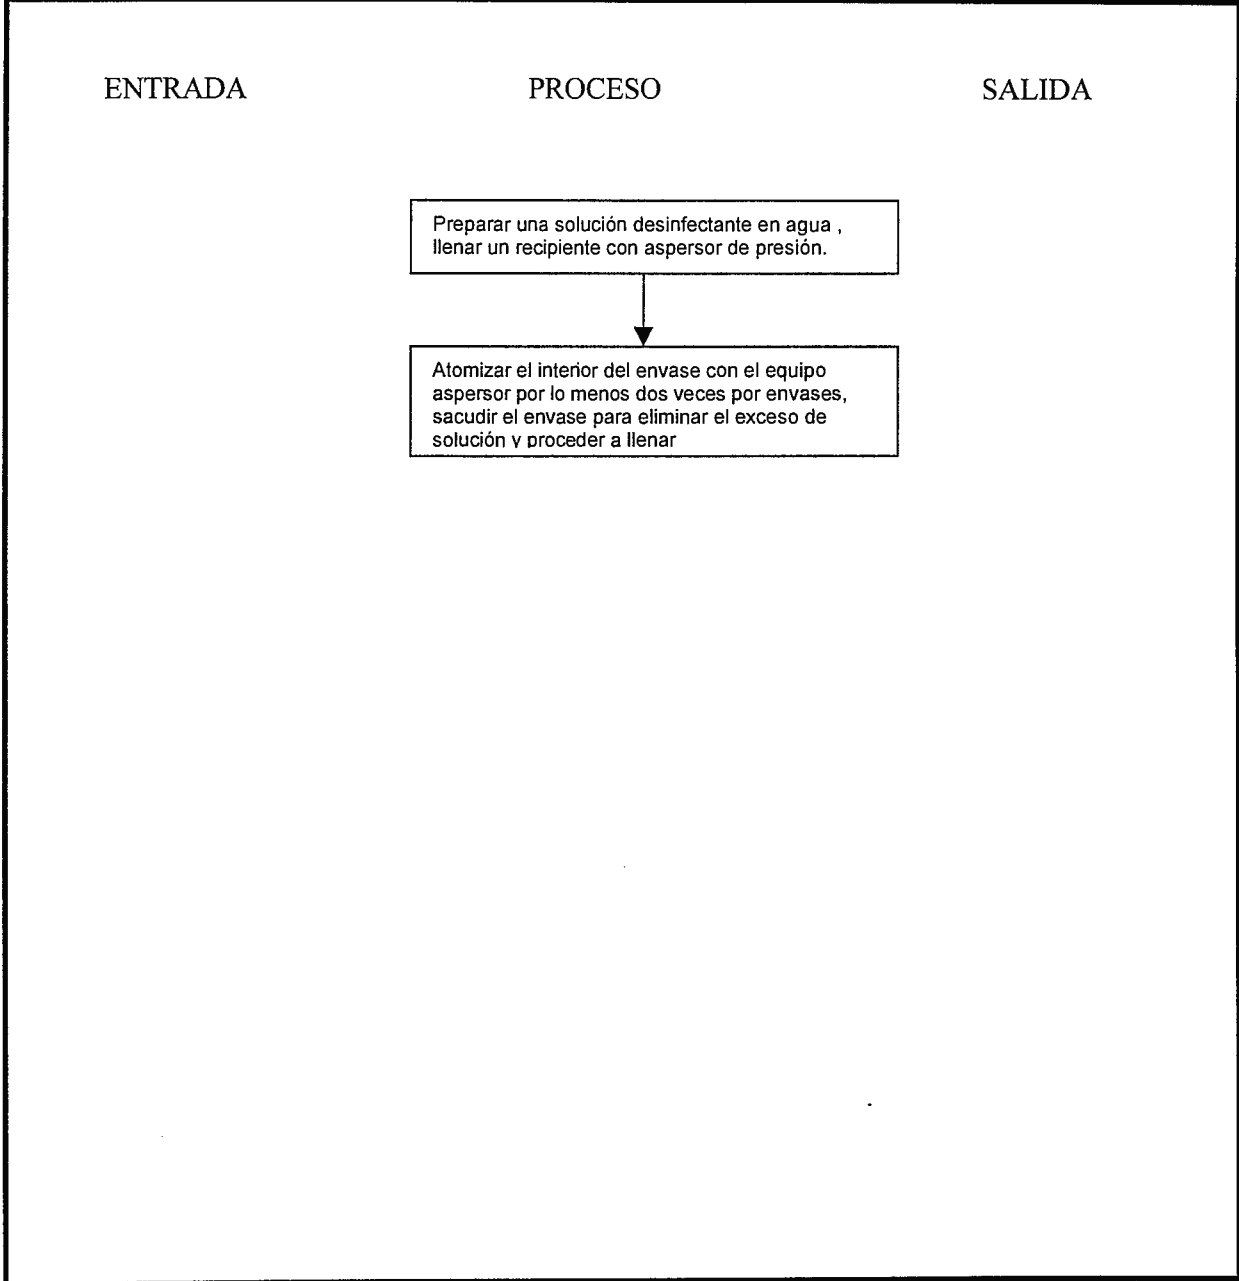 ENTRADA PROCESO SALIDA
Preparar una solución desinfectante en agua ,
llenar un recipiente con aspersor de presión.
Atomizar el interior del envase con el equipo
aspersor por lo menos dos veces por envases,
sacudir el envase para eliminar el exceso de
solución y proceder a llenar